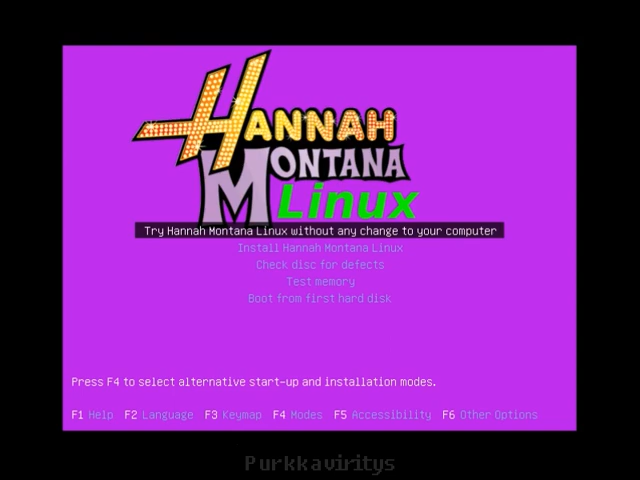 HANNAH
MONTANA
Linux
Try Hannah Montana Linux without any change to your computer
Install Hannah Montana Linux
Check disc for defects
Test memory
Boot from first hard disk
Press F4 to select alternative start-up and installation modes.
F1 Help F2 Language F3 Keymap F4 Modes F5 Accessibility F6 Other Options
Purkkaviritys